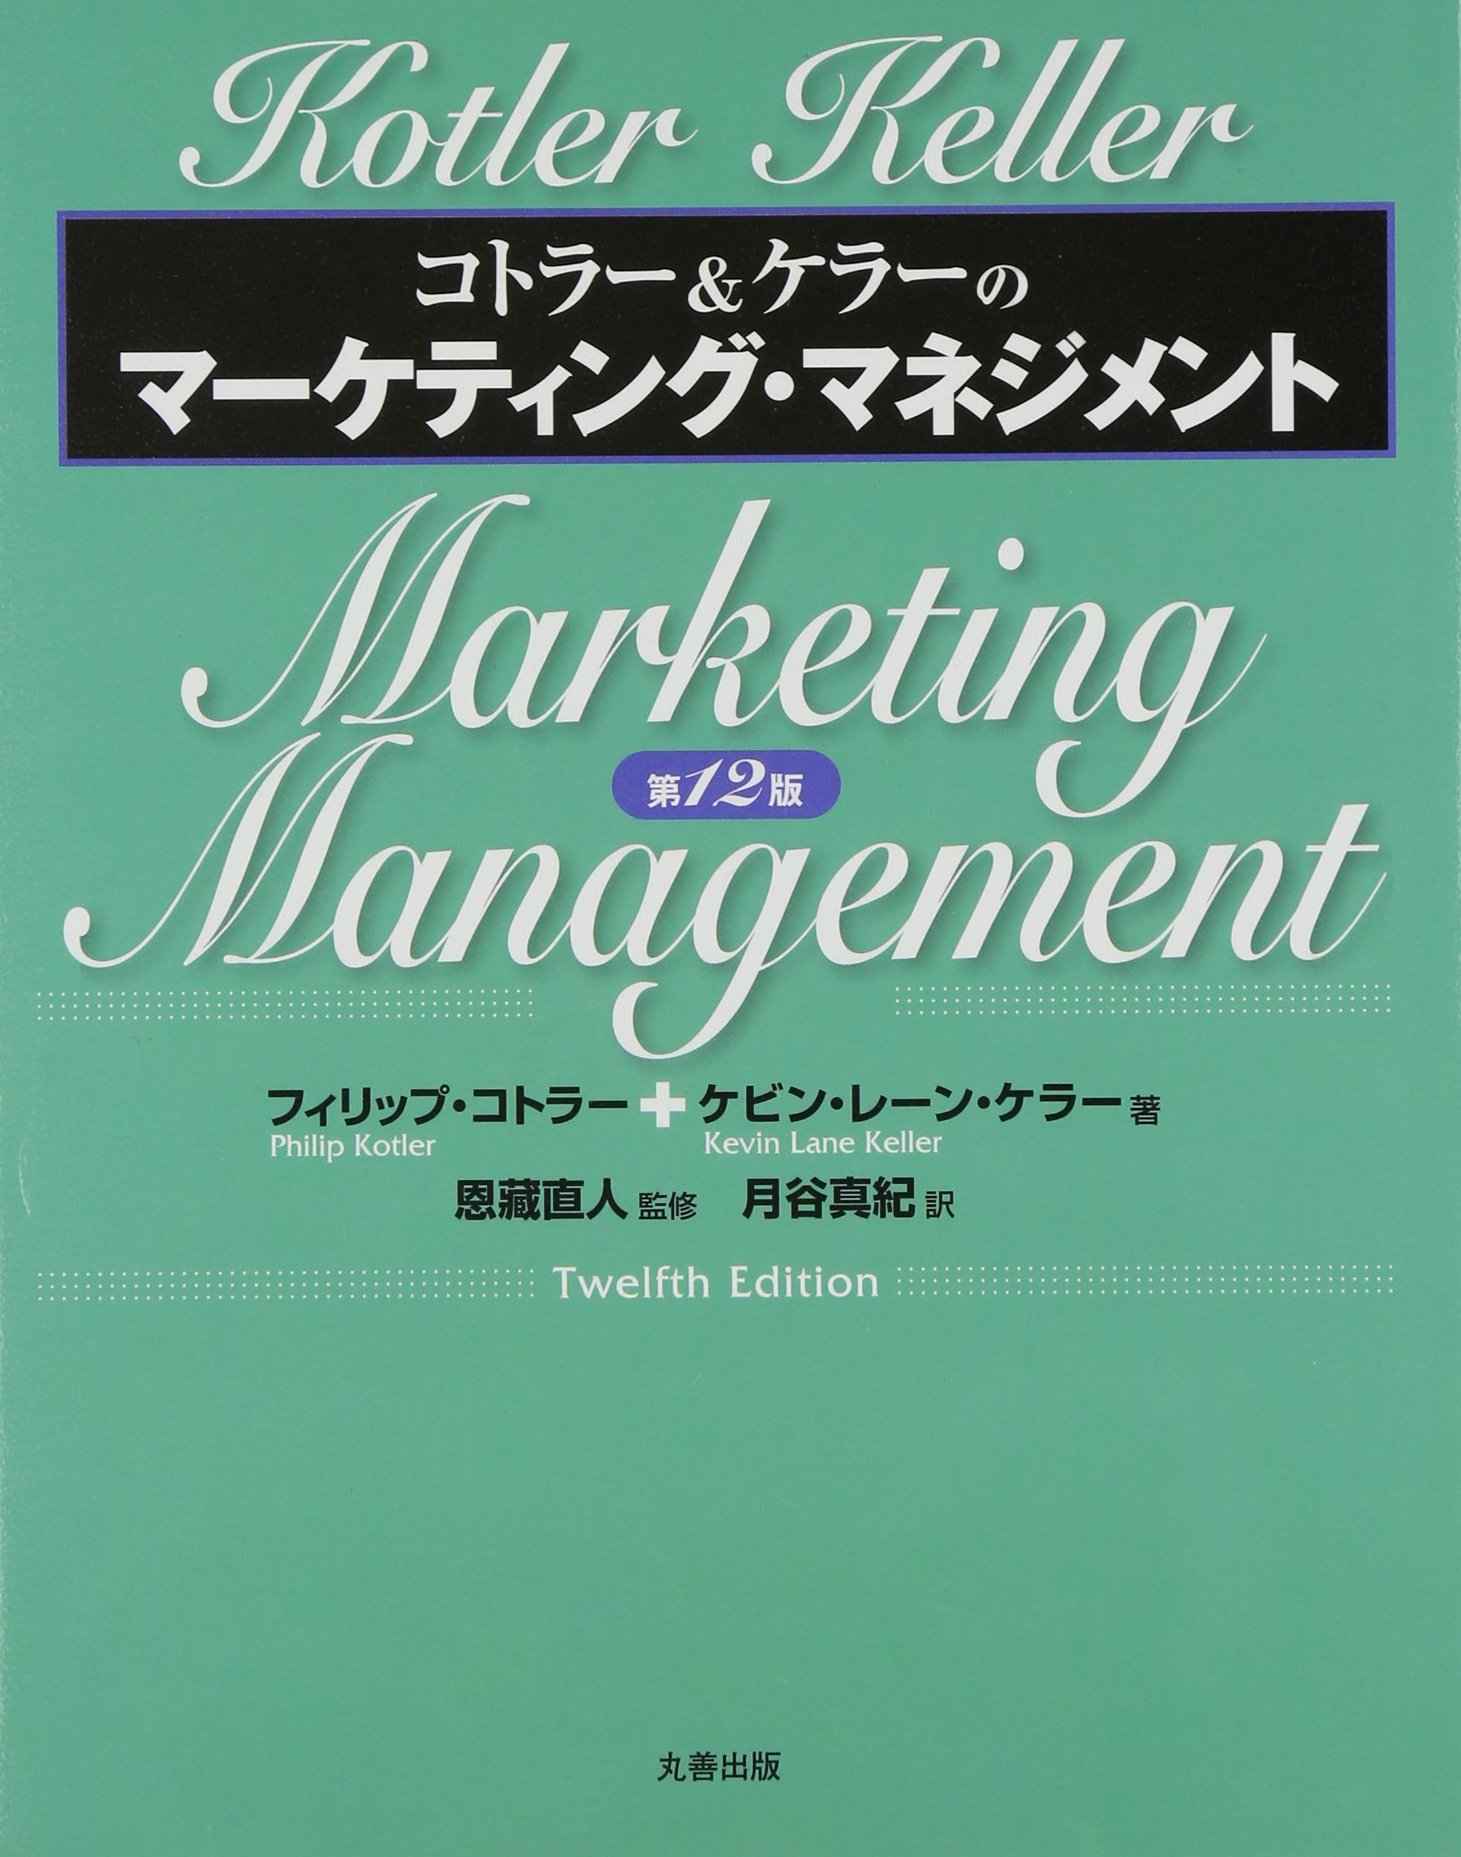 Kotler Keller
コトラー&ケラーの
マーケティング・マネジメント
Marketing
第12版
Management
フィリップ・コトラー＋ケビン・レーン・ケラー 著
Philip Kotler Kevin Lane Keller
恩藏直人 監修 月谷真紀 訳
Twelfth Edition
丸善出版